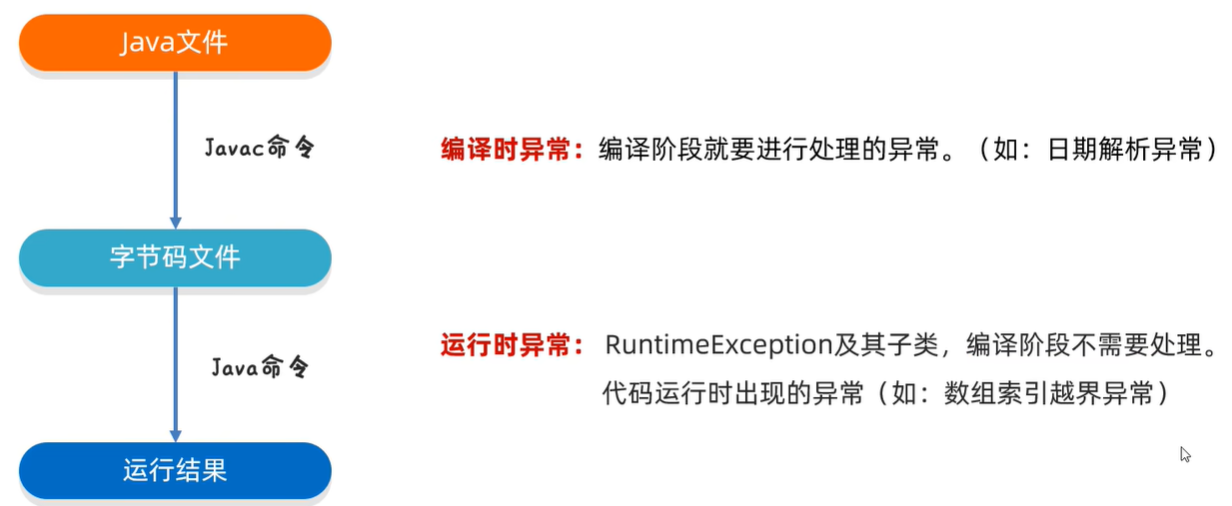 Java文件
Javac命令
编译时异常：编译阶段就要进行处理的异常。（如：日期解析异常）
字节码文件
运行时异常： RuntimeException及其子类，编译阶段不需要处理。
Java命令
代码运行时出现的异常（如：数组索引越界异常）
运行结果